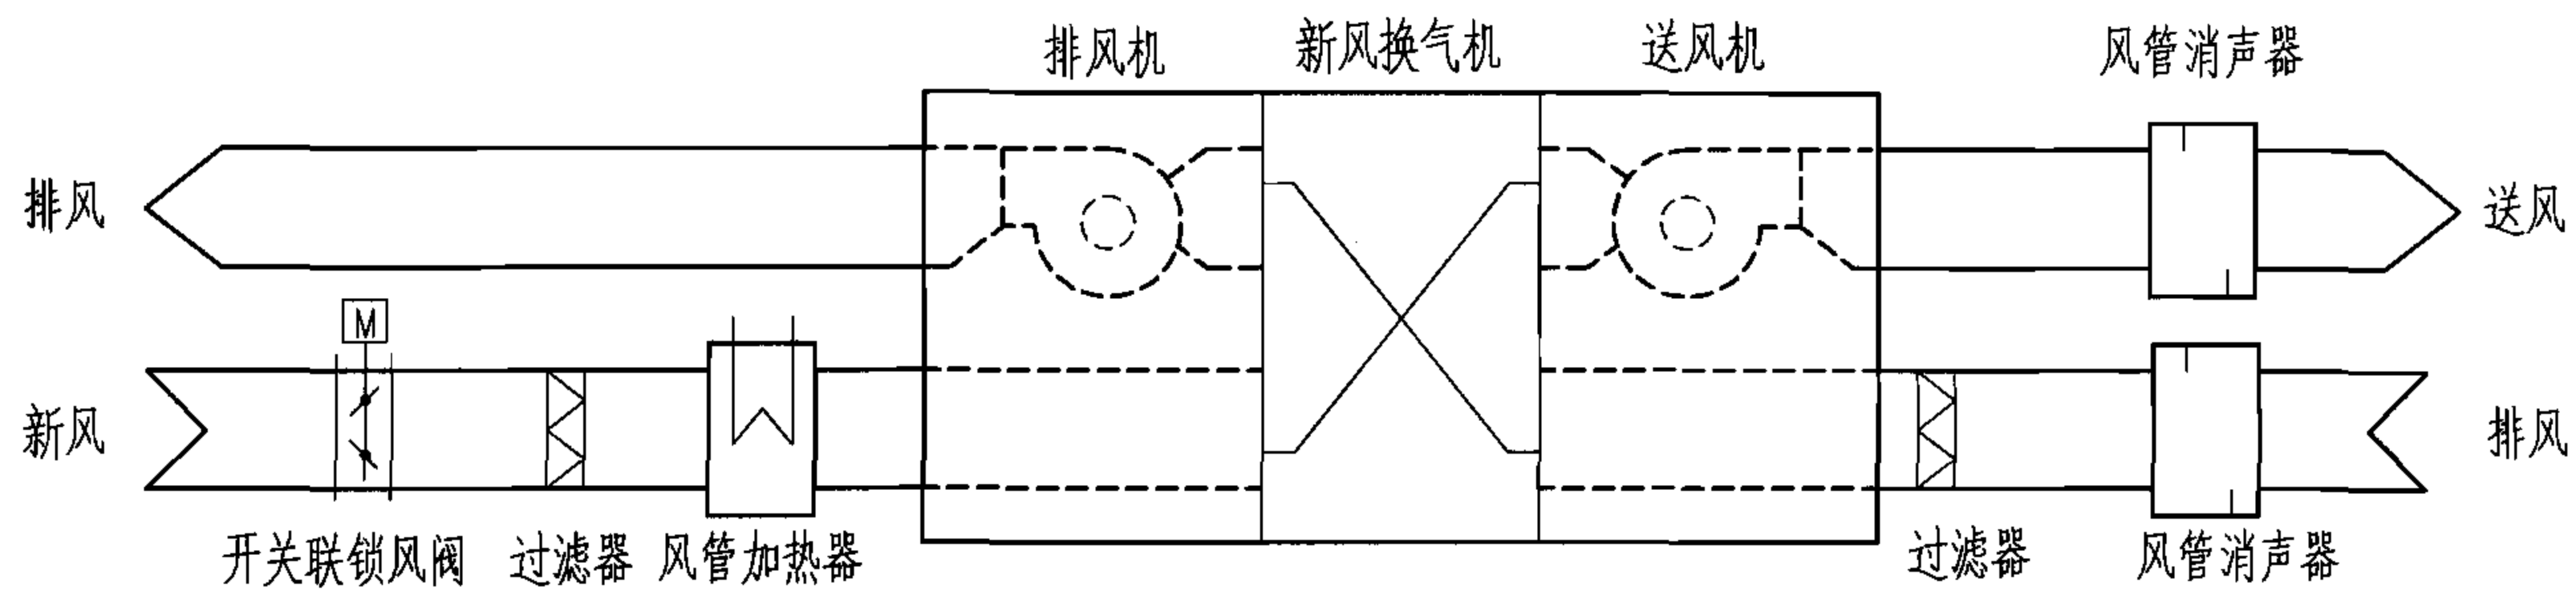 排风机
新风换气机
送风机
风管消声器
排风
送风
M
新风
排风
开关联锁风阀
过滤器
风管加热器
过滤器
风管消声器